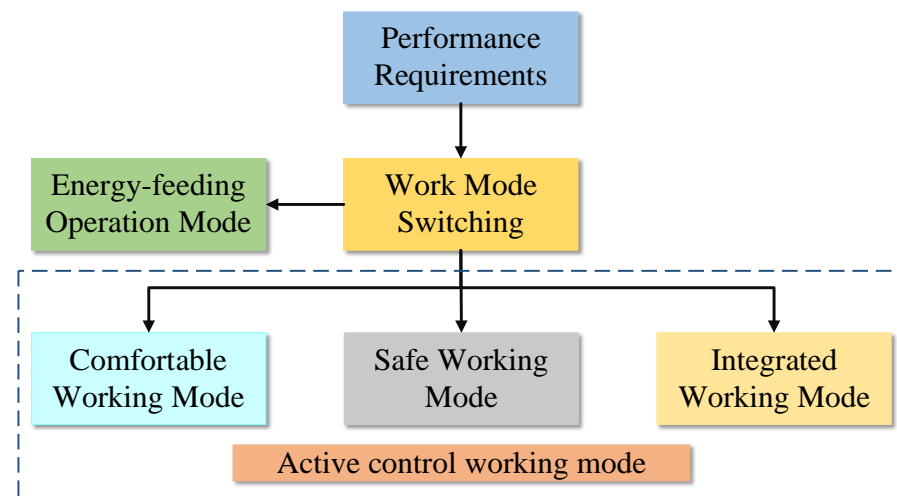 Performance
Requirements
Energy-feeding
Operation Mode
Work Mode
Switching
Comfortable
Working Mode
Safe Working
Mode
Integrated
Working Mode
Active control working mode